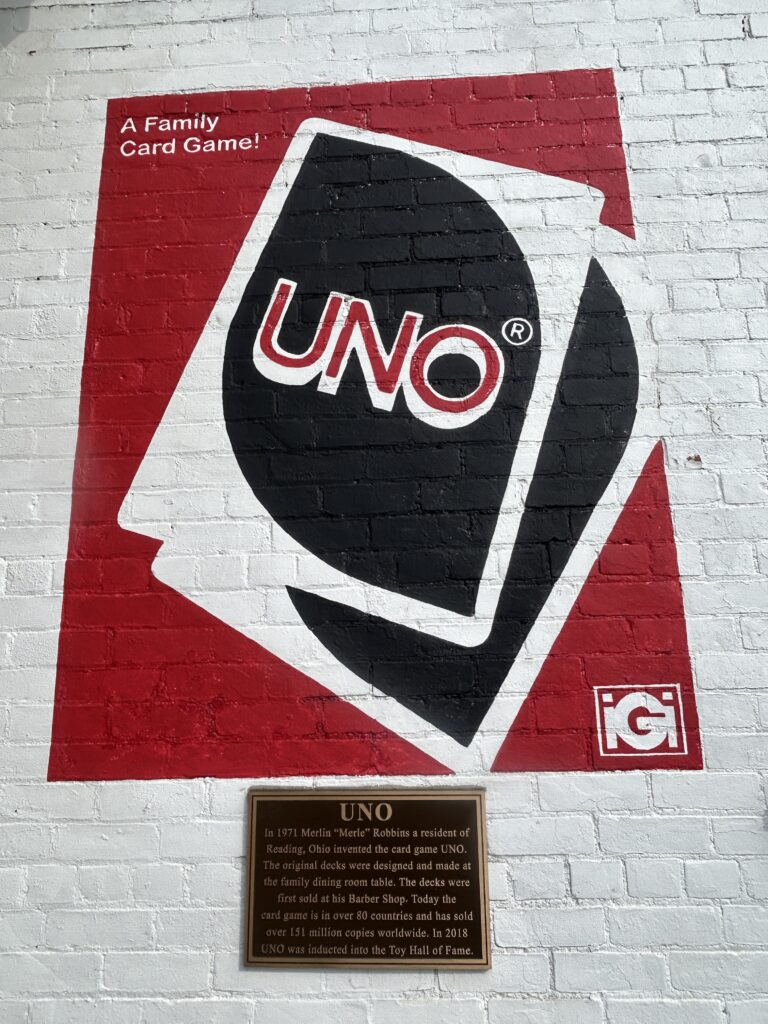 A Family
Card Game!
UNO®
iGi
UNO
In 1971 Merlin "Merle" Robbins a resident of
Reading, Ohio invented the card game UNO.
The original decks were designed and made at
the family dining room table. The decks were
first sold at his Barber Shop. Today the
card game is in over 80 countries and has sold
over 151 million copies worldwide. In 2018
UNO was inducted into the Toy Hall of Fame.